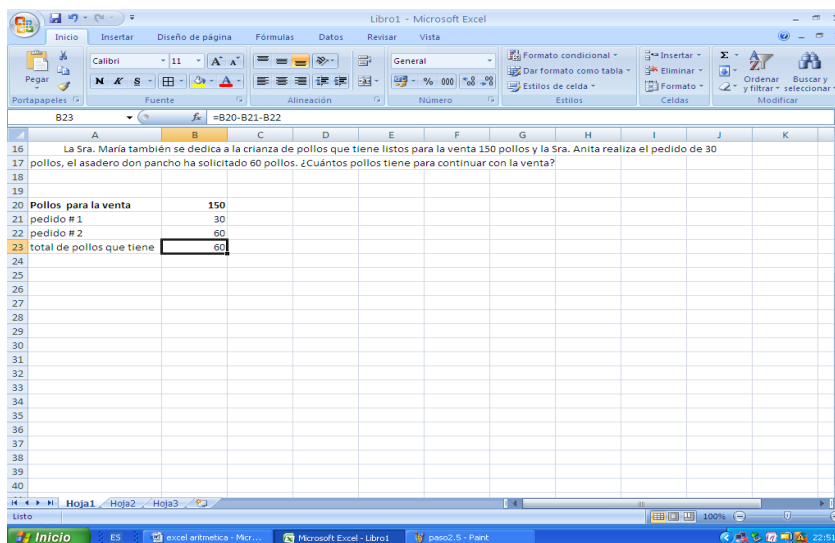 Libro1 - Microsoft Excel
Inicio Insertar Diseño de página Fórmulas Datos Revisar Vista
Pegar
Calibri 11 A A
N K S A
General
% 000
Formato condicional
Dar formato como tabla
Estilos de celda
Insertar
Eliminar
Formato
Σ
Ordenar y filtrar
Buscar y seleccionar
Portapapeles Fuente Alineación Número Estilos Celdas Modificar
B23 fx =B20-B21-B22
A B C D E F G H I J K
16 La Sra. María también se dedica a la crianza de pollos que tiene listos para la venta 150 pollos y la Sra. Anita realiza el pedido de 30
17 pollos, el asadero don pancho ha solicitado 60 pollos. ¿Cuántos pollos tiene para continuar con la venta?
18
19
20 Pollos para la venta 150
21 pedido # 1 30
22 pedido # 2 60
23 total de pollos que tiene 60
24
25
26
27
28
29
30
31
32
33
34
35
36
37
38
39
40
Hoja1 Hoja2 Hoja3
Listo 100%
Inicio ES excel aritmetica - Micr... Microsoft Excel - Libro1 paso2.5 - Paint